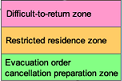 Difficult-to-return zone
Restricted residence zone
Evacuation order
cancellation preparation zone